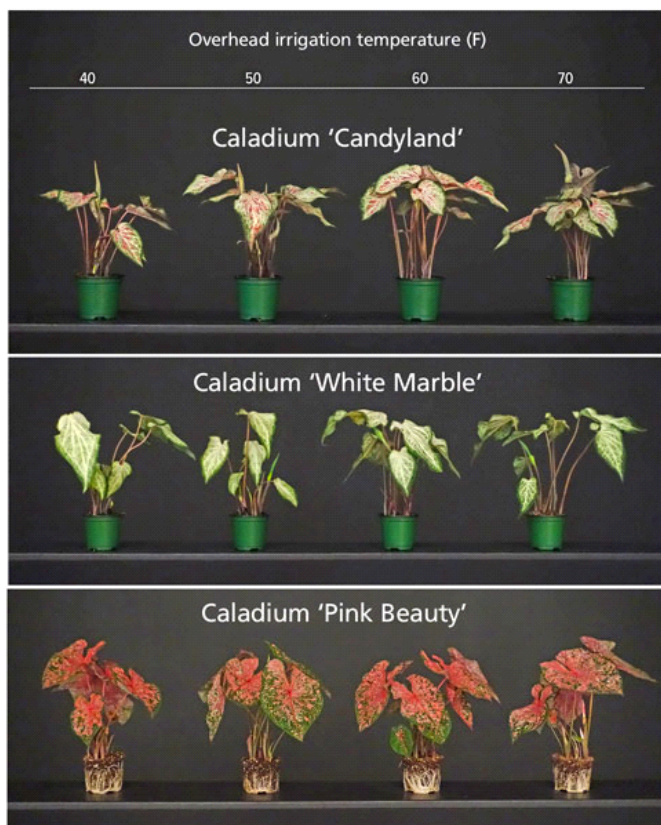 Overhead irrigation temperature (F)
40 50 60 70
Caladium ‘Candyland’
Caladium ‘White Marble’
Caladium ‘Pink Beauty’